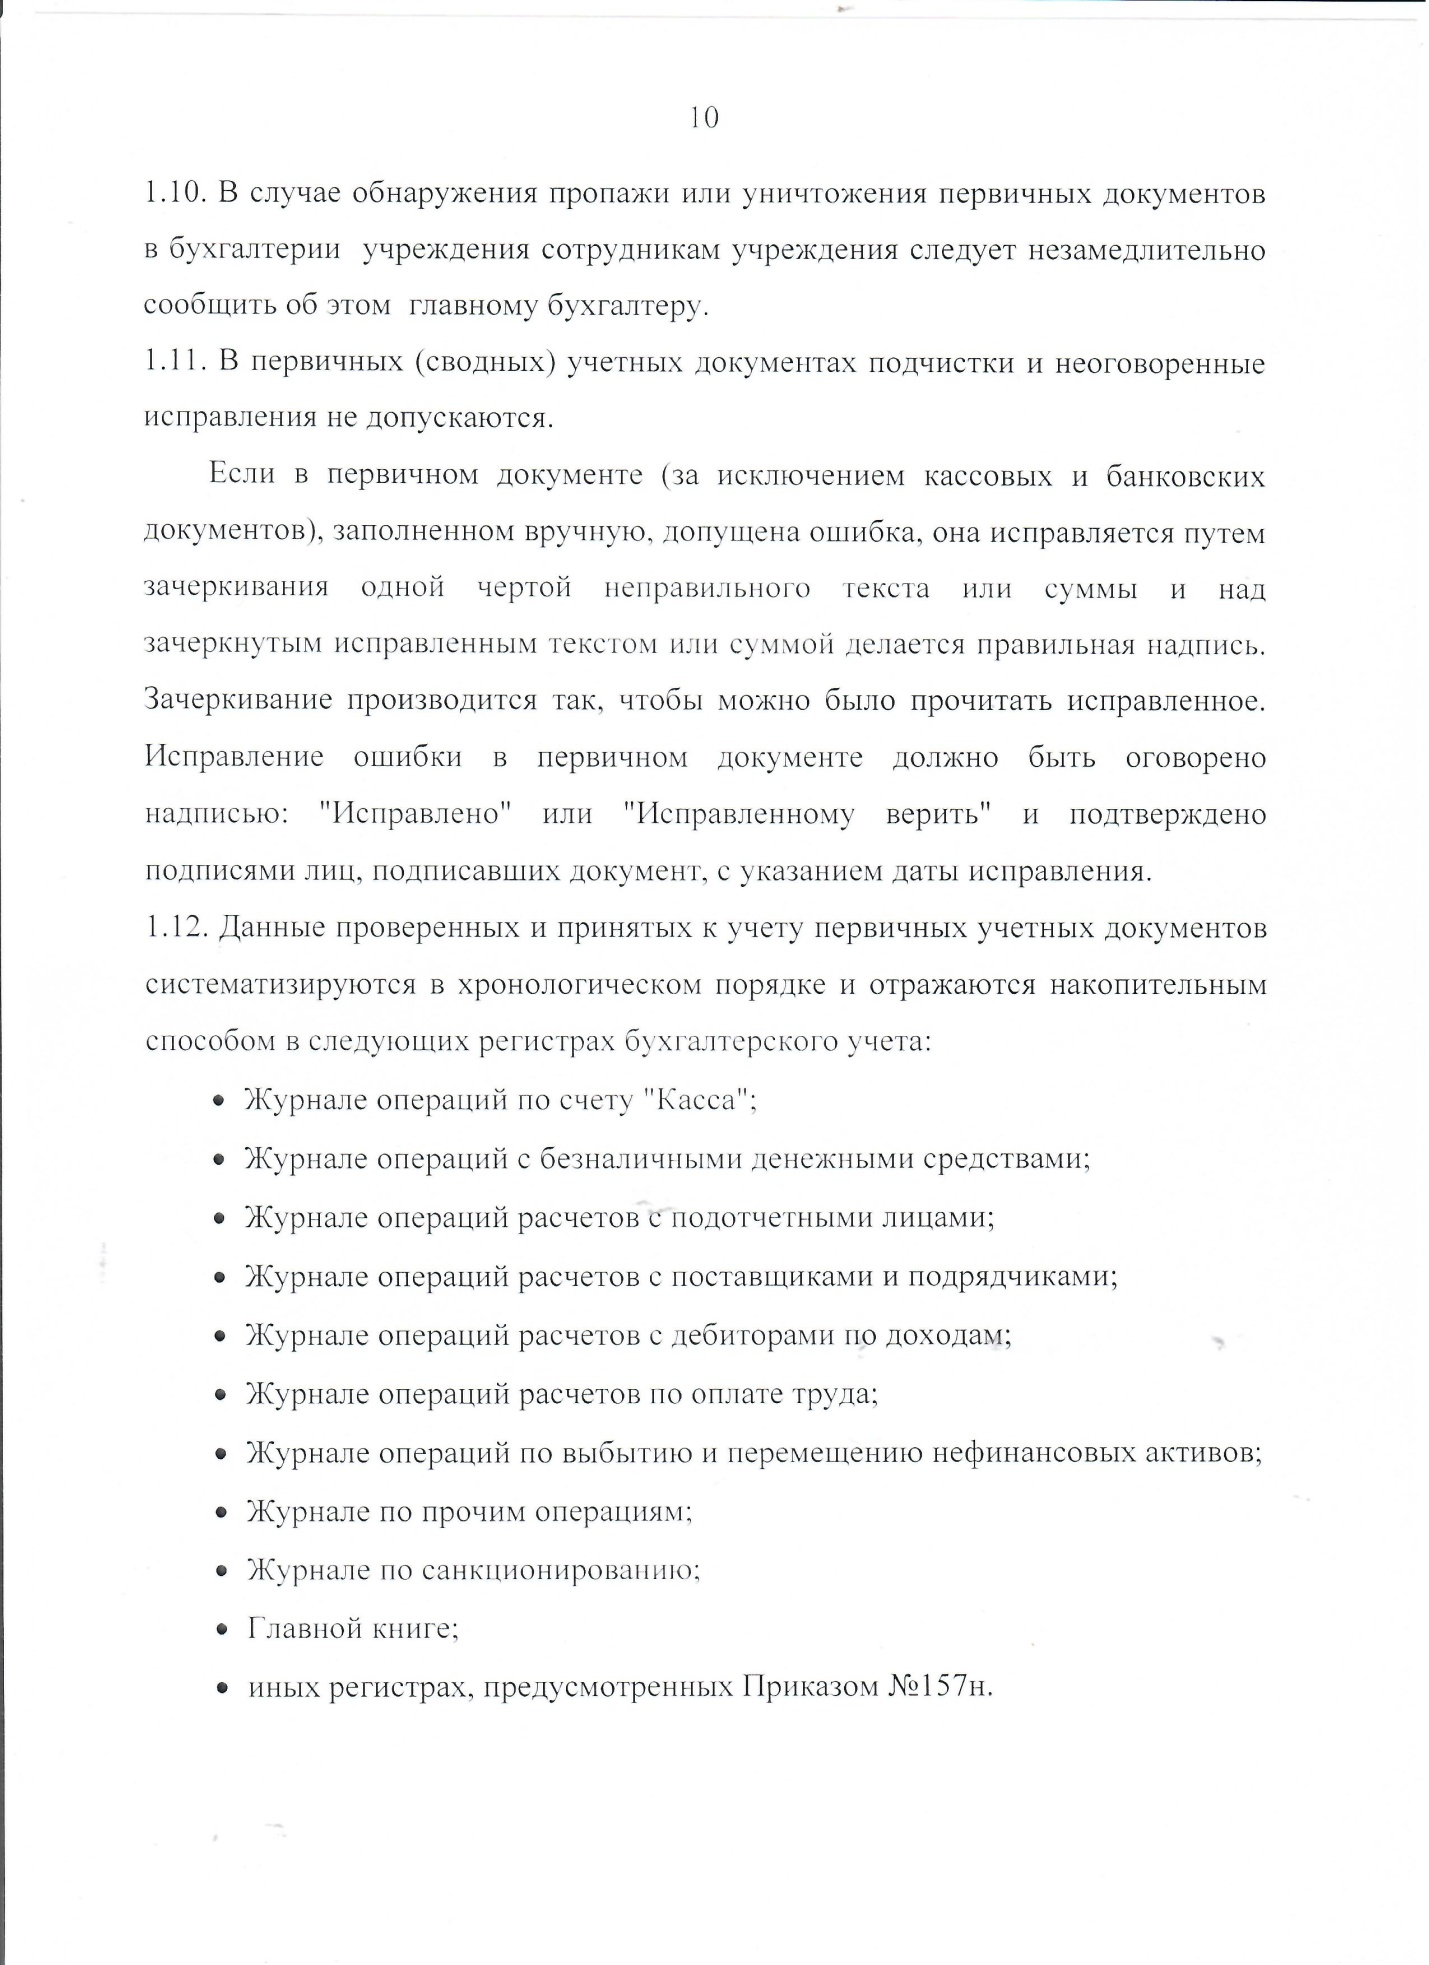 10
1.10. В случае обнаружения пропажи или уничтожения первичных документов
в бухгалтерии учреждения сотрудникам учреждения следует незамедлительно
сообщить об этом главному бухгалтеру.
1.11. В первичных (сводных) учетных документах подчистки и неоговоренные
исправления не допускаются.
Если в первичном документе (за исключением кассовых и банковских
документов), заполненном вручную, допущена ошибка, она исправляется путем
зачеркивания одной чертой неправильного текста или суммы и над
зачеркнутым исправленным текстом или суммой делается правильная надпись.
Зачеркивание производится так, чтобы можно было прочитать исправленное.
Исправление ошибки в первичном документе должно быть оговорено
надписью: "Исправлено" или "Исправленному верить" и подтверждено
подписями лиц, подписавших документ, с указанием даты исправления.
1.12. Данные проверенных и принятых к учету первичных учетных документов
систематизируются в хронологическом порядке и отражаются накопительным
способом в следующих регистрах бухгалтерского учета:
• Журнале операций по счету "Касса";
• Журнале операций с безналичными денежными средствами;
• Журнале операций расчетов с подотчетными лицами;
• Журнале операций расчетов с поставщиками и подрядчиками;
• Журнале операций расчетов с дебиторами по доходам;
• Журнале операций расчетов по оплате труда;
• Журнале операций по выбытию и перемещению нефинансовых активов;
• Журнале по прочим операциям;
• Журнале по санкционированию;
• Главной книге;
• иных регистрах, предусмотренных Приказом №157н.